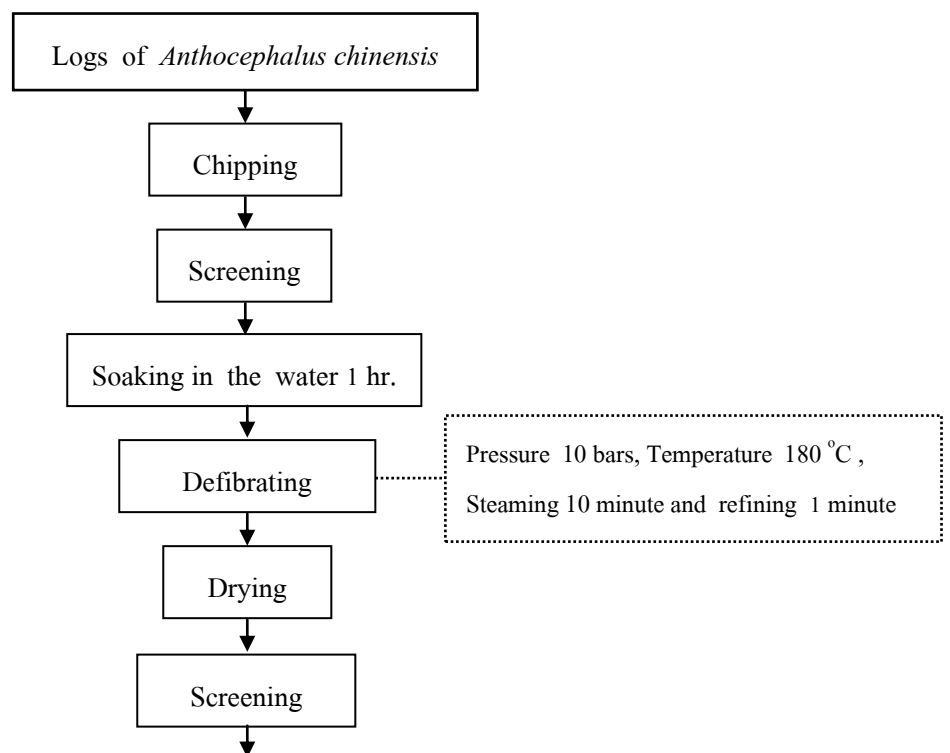 Logs of Anthocephalus chinensis
Chipping
Screening
Soaking in the water 1 hr.
Defibrating
Pressure 10 bars, Temperature 180 °C ,
Steaming 10 minute and refining 1 minute
Drying
Screening